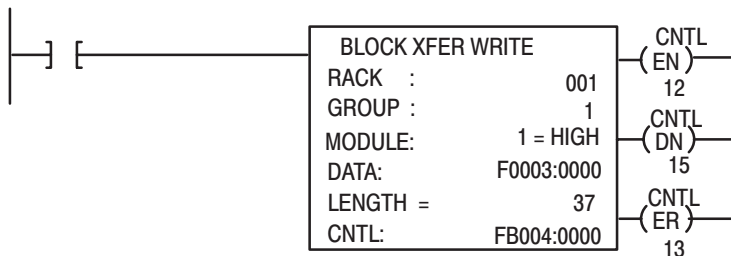 BLOCK XFER WRITE
RACK : 001
GROUP : 1
MODULE: 1 = HIGH
DATA: F0003:0000
LENGTH = 37
CNTL: FB004:0000
CNTL
EN
12
CNTL
DN
15
CNTL
ER
13